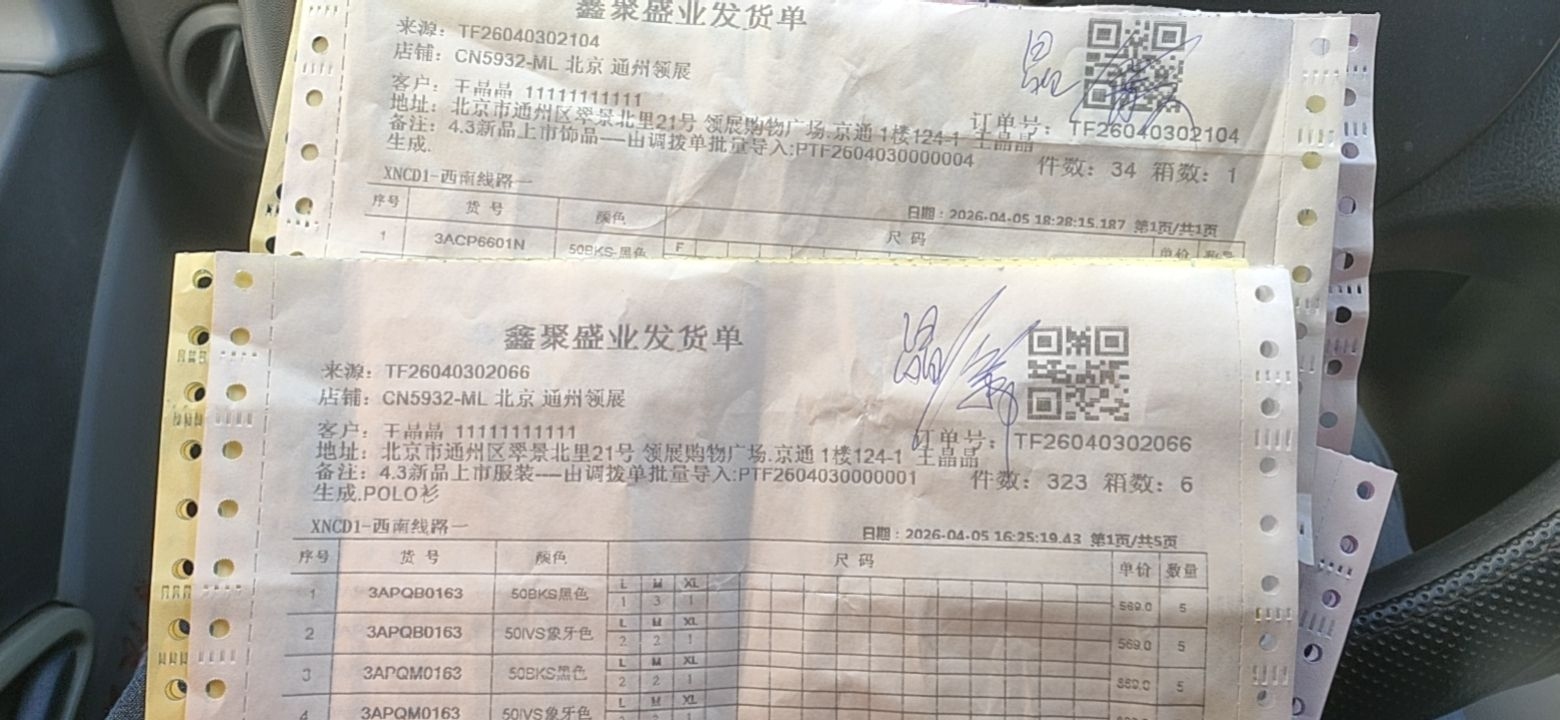 鑫聚盛业发货单
来源：TF26040302104
店铺：CN5932-ML 北京 通州领展
客户：王晶晶 11111111111
地址：北京市通州区翠景北里21号 领展购物广场.京通 1楼124-1 王晶晶
订单号：TF26040302104
备注：4.3新品上市饰品----由调拨单批量导入:PTF2604030000004
生成.
件数：34 箱数：1
XNCD1-西南线路一
日期：2026-04-05 18:28:15.187 第1页/共1页
序号 货号 颜色 尺码 单价 数量
1 3ACP6601N 50BKS-黑色 F
鑫聚盛业发货单
来源：TF26040302066
店铺：CN5932-ML 北京 通州领展
客户：王晶晶 11111111111
订单号：TF26040302066
地址：北京市通州区翠景北里21号 领展购物广场.京通 1楼124-1 王晶晶
备注：4.3新品上市服装----由调拨单批量导入:PTF2604030000001
生成.POLO衫
件数：323 箱数：6
XNCD1-西南线路一
日期：2026-04-05 16:25:19.43 第1页/共5页
序号 货号 颜色 尺码 单价 数量
L M XL
1 3APQB0163 50BKS黑色 1 3 1 569.0 5
L M XL
2 3APQB0163 50IVS象牙色 2 2 1 569.0 5
L M XL
3 3APQM0163 50BKS黑色 2 2 1 569.0 5
L M XL
4 3APQM0163 50IVS象牙色